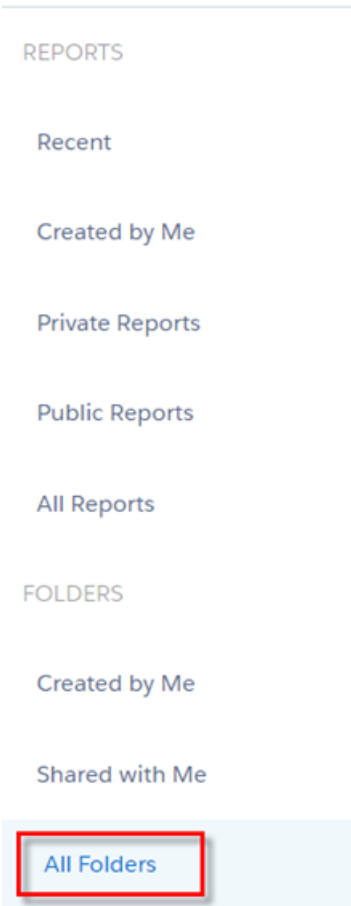 REPORTS
Recent
Created by Me
Private Reports
Public Reports
All Reports
FOLDERS
Created by Me
Shared with Me
All Folders